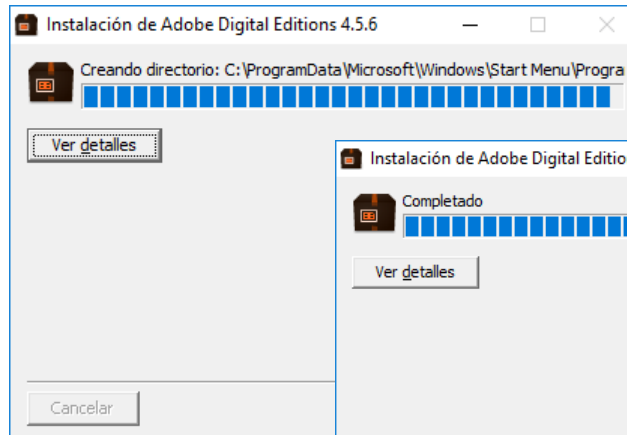 Instalación de Adobe Digital Editions 4.5.6
Creando directorio: C:\ProgramData\Microsoft\Windows\Start Menu\Progra
Ver detalles
Instalación de Adobe Digital Editio
Completado
Ver detalles
Cancelar